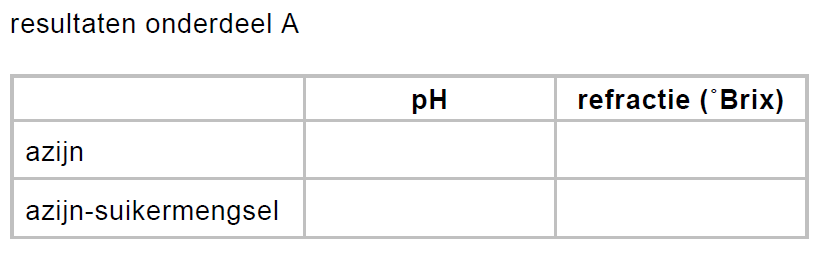 resultaten onderdeel A
pH refractie (˚Brix)
azijn
azijn-suikermengsel